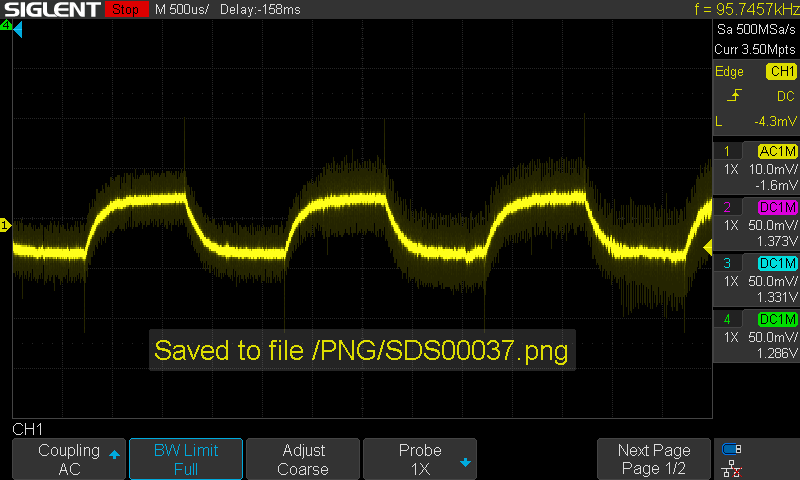 SIGLENT Stop M 500us/ Delay:-158ms f = 95.7457kHz
Sa 500MSa/s
Curr 3.50Mpts
Edge CH1
DC
L -4.3mV
1 AC1M
1X 10.0mV/
-1.6mV
2 DC1M
1X 50.0mV/
1.373V
3 DC1M
1X 50.0mV/
1.331V
4 DC1M
1X 50.0mV/
1.286V
4
1
Saved to file /PNG/SDS00037.png
CH1
Coupling
AC
BW Limit
Full
Adjust
Coarse
Probe
1X
Next Page
Page 1/2